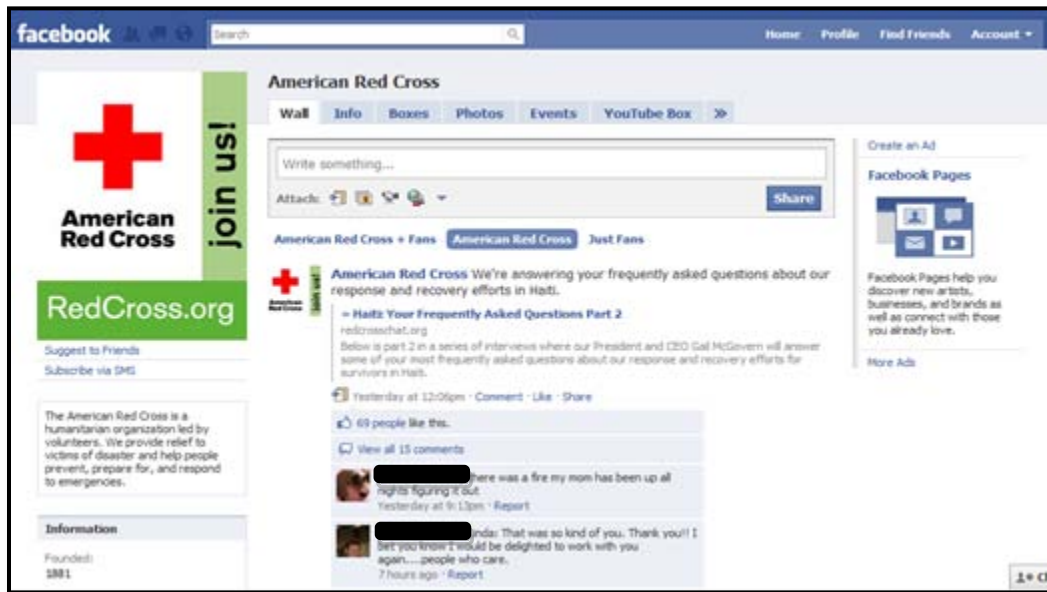 facebook
Search
Home Profile Find Friends Account
join us!
American
Red Cross
RedCross.org
Suggest to Friends
Subscribe via SMS
The American Red Cross is a
humanitarian organization led by
volunteers. We provide relief to
victims of disaster and help people
prevent, prepare for, and respond
to emergencies.
Information
Founded:
1881
American Red Cross
Wall Info Boxes Photos Events YouTube Box »
Write something...
Attach:
Share
American Red Cross + Fans American Red Cross Just Fans
join us!
American
Red Cross
American Red Cross We're answering your frequently asked questions about our
response and recovery efforts in Haiti.
Haiti: Your Frequently Asked Questions Part 2
redcrosschat.org
Below is part 2 in a series of interviews where our President and CEO Gail McGovern will answer
some of your most frequently asked questions about our response and recovery efforts for
survivors in Haiti.
Yesterday at 12:06pm · Comment · Like · Share
69 people like this.
View all 15 comments
here was a fire my mom has been up all
nights figuring it out
Yesterday at 9:13pm · Report
nda: That was so kind of you. Thank you!! I
bet you know I would be delighted to work with you
again....people who care.
7 hours ago · Report
Create an Ad
Facebook Pages
Facebook Pages help you
discover new artists,
businesses, and brands as
well as connect with those
you already love.
More Ads